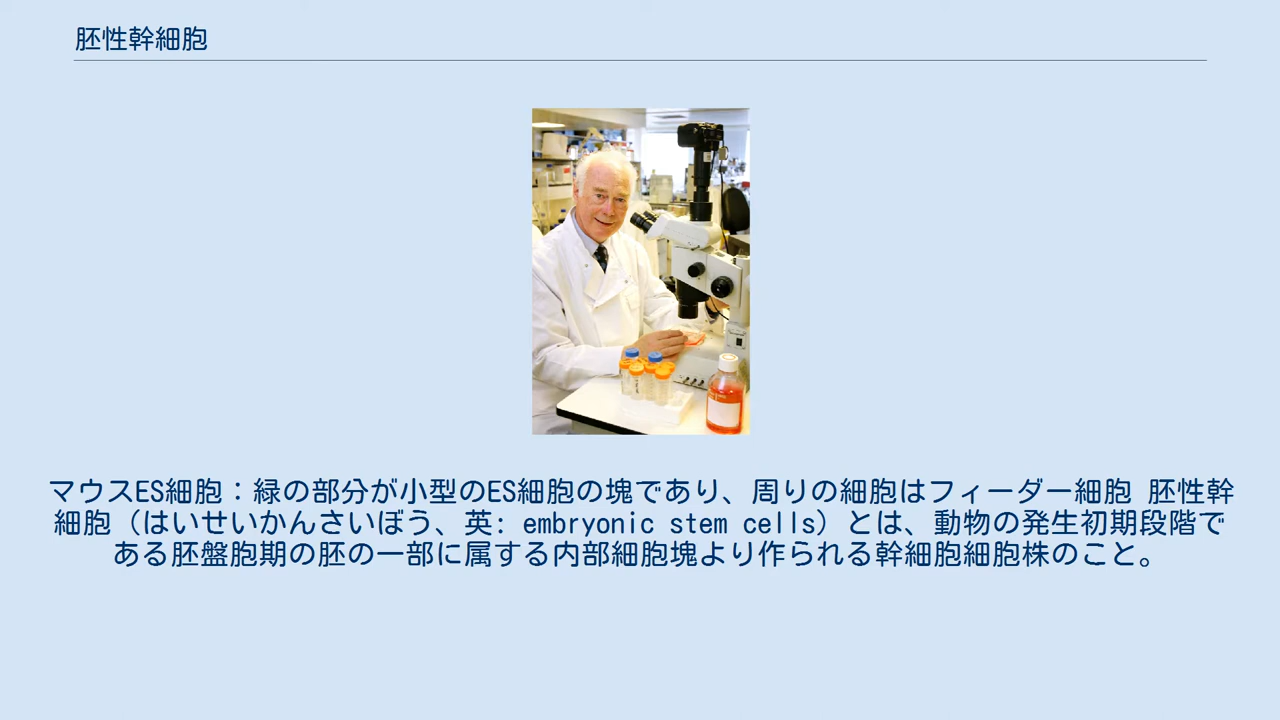 胚性幹細胞
マウスES細胞：緑の部分が小型のES細胞の塊であり、周りの細胞はフィーダー細胞 胚性幹
細胞（はいせいかんさいぼう、英: embryonic stem cells）とは、動物の発生初期段階で
ある胚盤胞期の胚の一部に属する内部細胞塊より作られる幹細胞細胞株のこと。